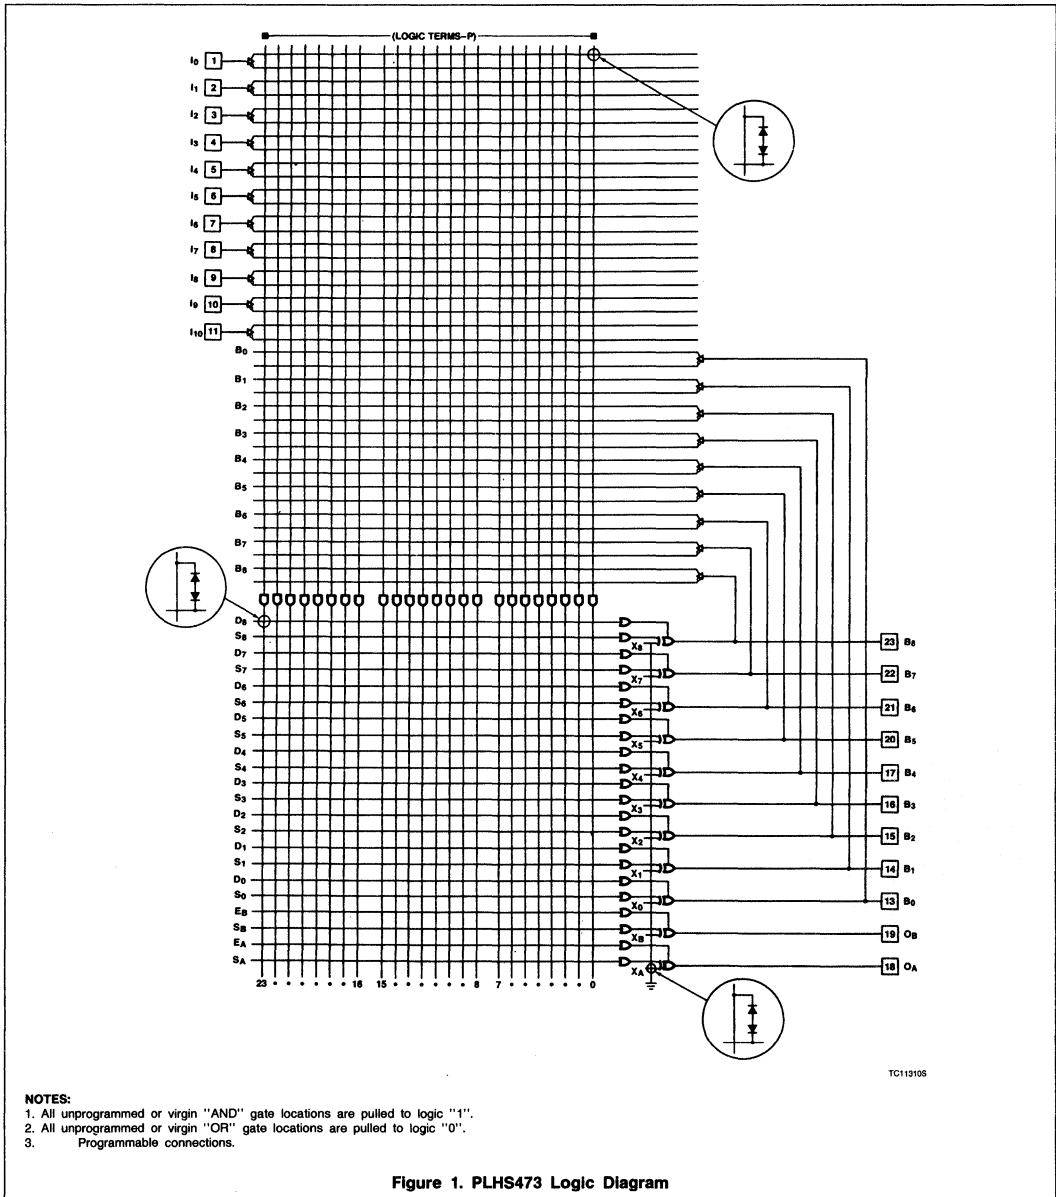 (LOGIC TERMS–P)
I0 1
I1 2
I2 3
I3 4
I4 5
I5 6
I6 7
I7 8
I8 9
I9 10
I10 11
B0
B1
B2
B3
B4
B5
B6
B7
B8
D8
S8
X8
23 B8
D7
S7
X7
22 B7
D6
S6
X6
21 B6
D5
S5
X5
20 B5
D4
S4
X4
17 B4
D3
S3
X3
16 B3
D2
S2
X2
15 B2
D1
S1
X1
14 B1
D0
S0
X0
13 B0
EB
SB
XB
19 OB
EA
SA
XA
18 OA
23 16 15 8 7 0
TC11310S
NOTES:
1. All unprogrammed or virgin "AND" gate locations are pulled to logic "1".
2. All unprogrammed or virgin "OR" gate locations are pulled to logic "0".
3. Programmable connections.
Figure 1. PLHS473 Logic Diagram